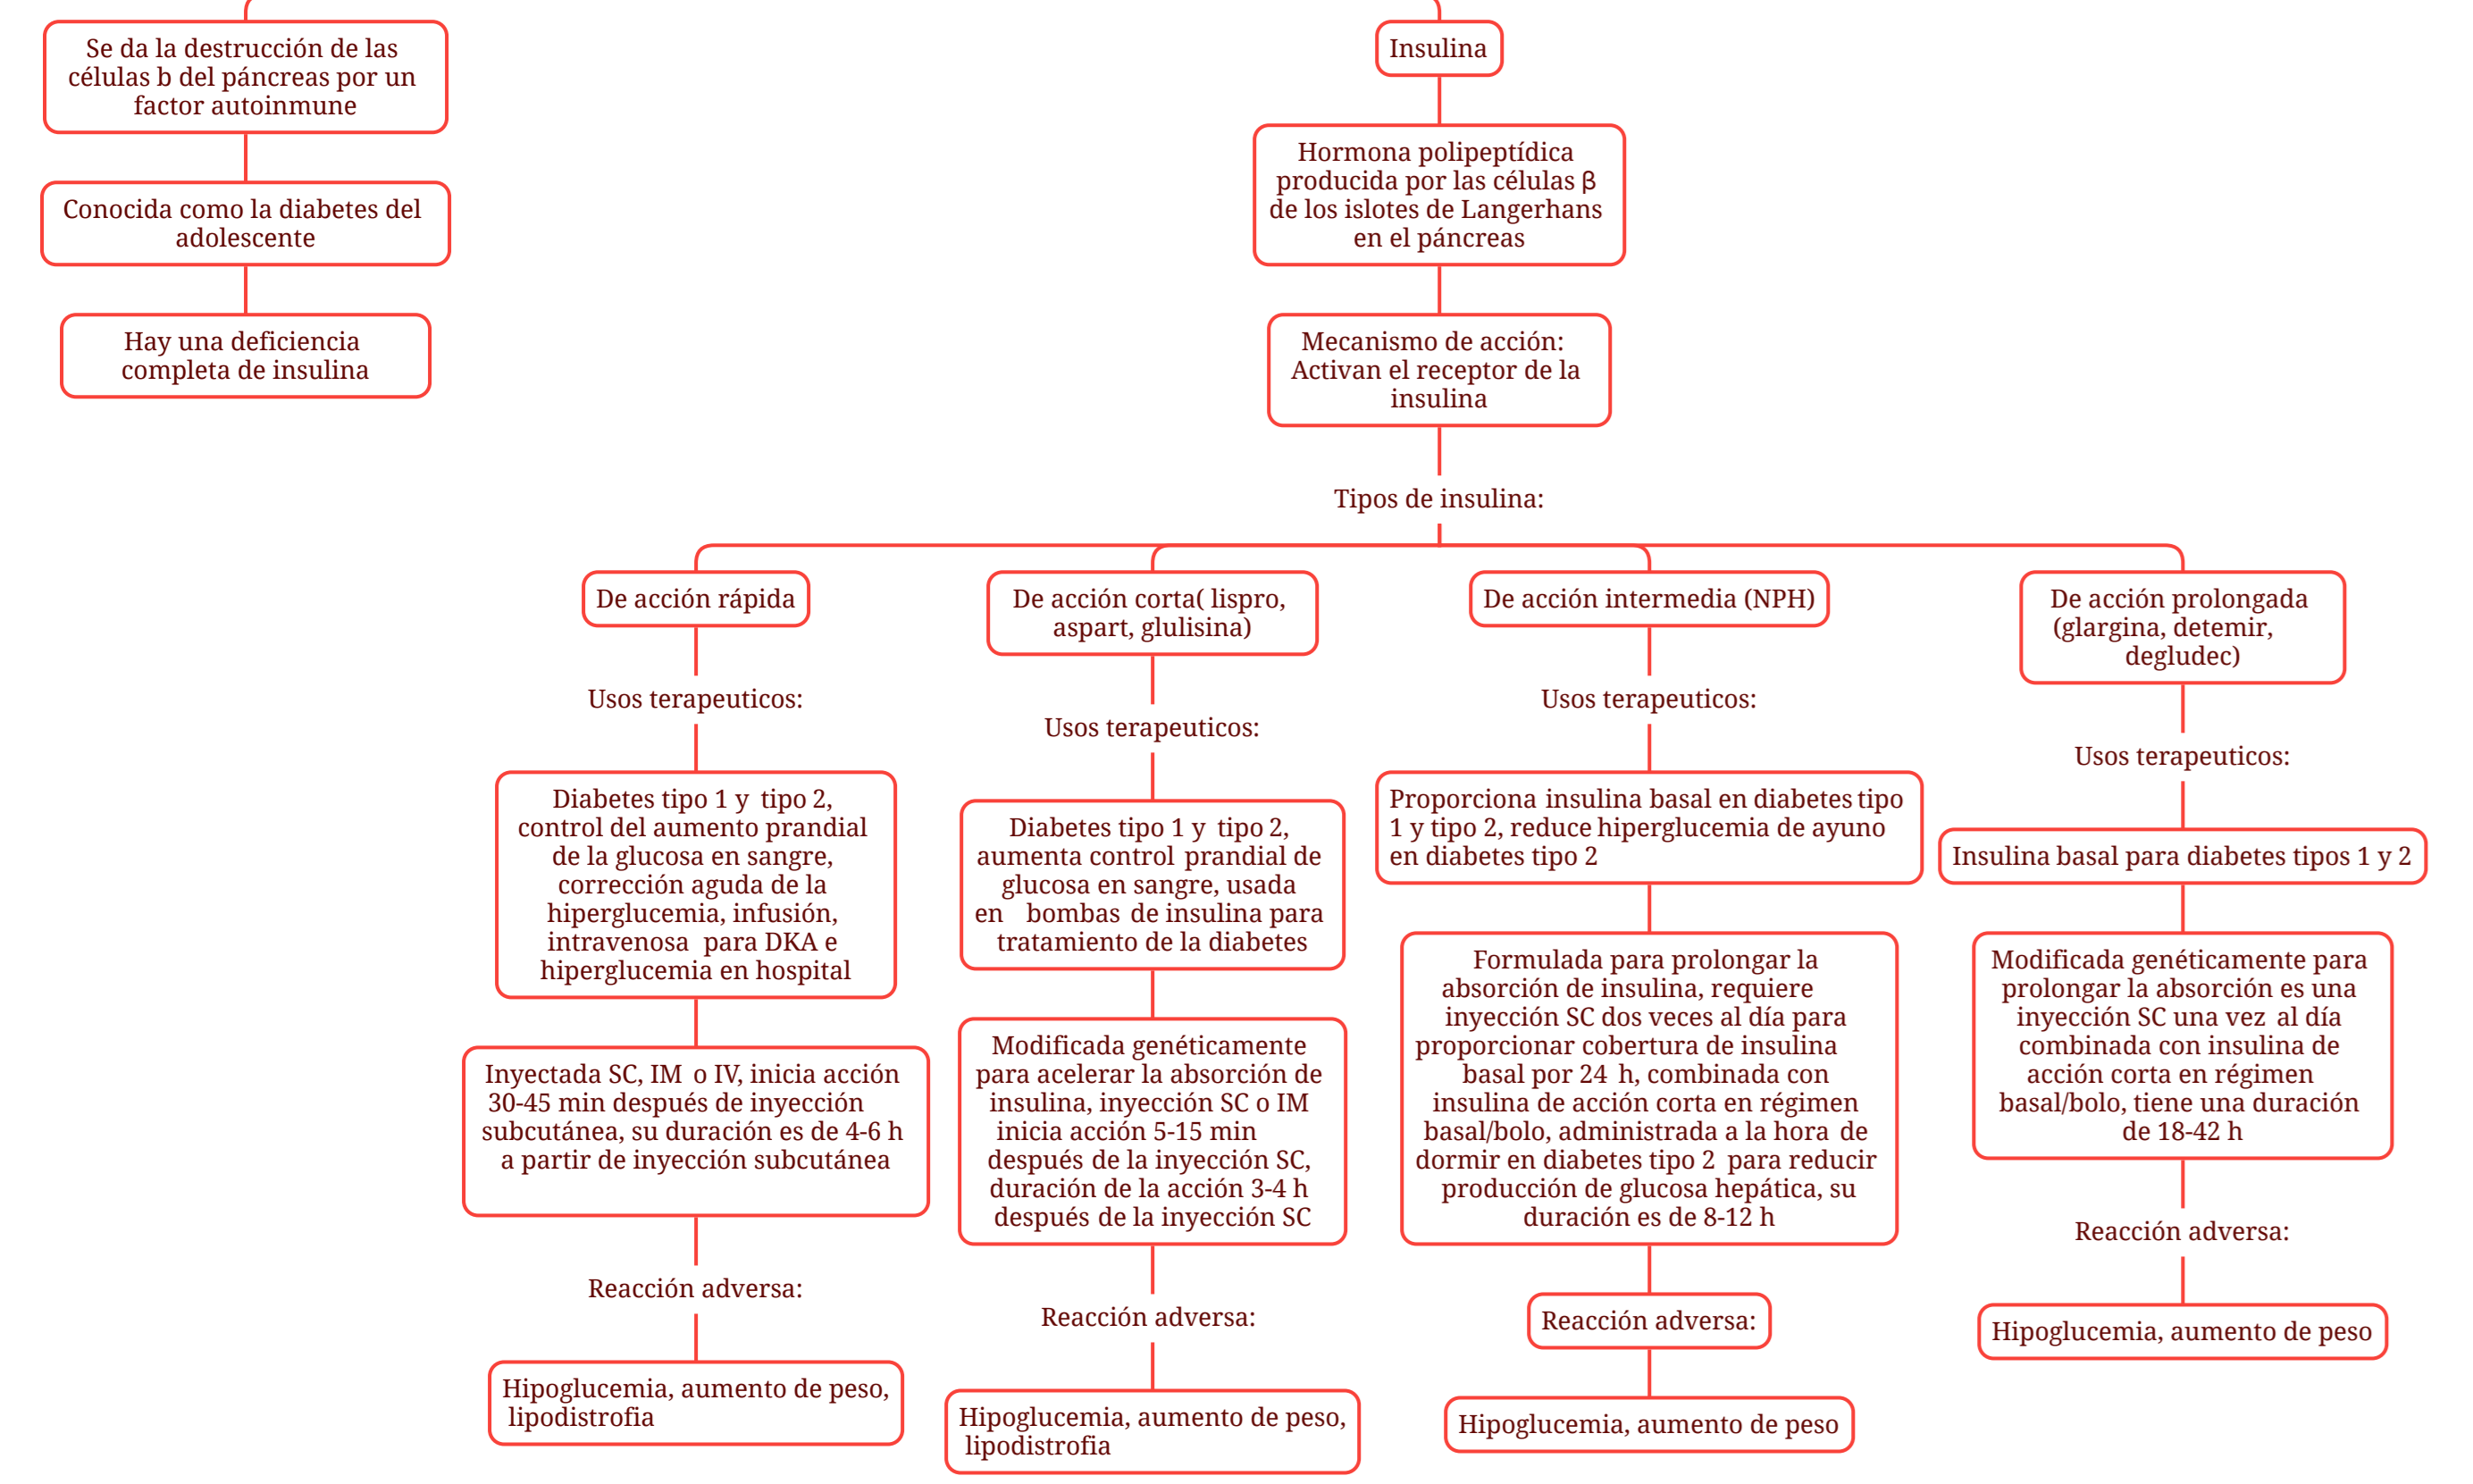 Se da la destrucción de las
células b del páncreas por un
factor autoinmune
Conocida como la diabetes del
adolescente
Hay una deficiencia
completa de insulina
Insulina
Hormona polipeptídica
producida por las células β
de los islotes de Langerhans
en el páncreas
Mecanismo de acción:
Activan el receptor de la
insulina
Tipos de insulina:
De acción rápida
Usos terapeuticos:
Diabetes tipo 1 y tipo 2,
control del aumento prandial
de la glucosa en sangre,
corrección aguda de la
hiperglucemia, infusión,
intravenosa para DKA e
hiperglucemia en hospital
Inyectada SC, IM o IV, inicia acción
30-45 min después de inyección
subcutánea, su duración es de 4-6 h
a partir de inyección subcutánea
Reacción adversa:
Hipoglucemia, aumento de peso,
lipodistrofia
De acción corta( lispro,
aspart, glulisina)
Usos terapeuticos:
Diabetes tipo 1 y tipo 2,
aumenta control prandial de
glucosa en sangre, usada
en bombas de insulina para
tratamiento de la diabetes
Modificada genéticamente
para acelerar la absorción de
insulina, inyección SC o IM
inicia acción 5-15 min
después de la inyección SC,
duración de la acción 3-4 h
después de la inyección SC
Reacción adversa:
Hipoglucemia, aumento de peso,
lipodistrofia
De acción intermedia (NPH)
Usos terapeuticos:
Proporciona insulina basal en diabetes tipo
1 y tipo 2, reduce hiperglucemia de ayuno
en diabetes tipo 2
Formulada para prolongar la
absorción de insulina, requiere
inyección SC dos veces al día para
proporcionar cobertura de insulina
basal por 24 h, combinada con
insulina de acción corta en régimen
basal/bolo, administrada a la hora de
dormir en diabetes tipo 2 para reducir
producción de glucosa hepática, su
duración es de 8-12 h
Reacción adversa:
Hipoglucemia, aumento de peso
De acción prolongada
(glargina, detemir,
degludec)
Usos terapeuticos:
Insulina basal para diabetes tipos 1 y 2
Modificada genéticamente para
prolongar la absorción es una
inyección SC una vez al día
combinada con insulina de
acción corta en régimen
basal/bolo, tiene una duración
de 18-42 h
Reacción adversa:
Hipoglucemia, aumento de peso